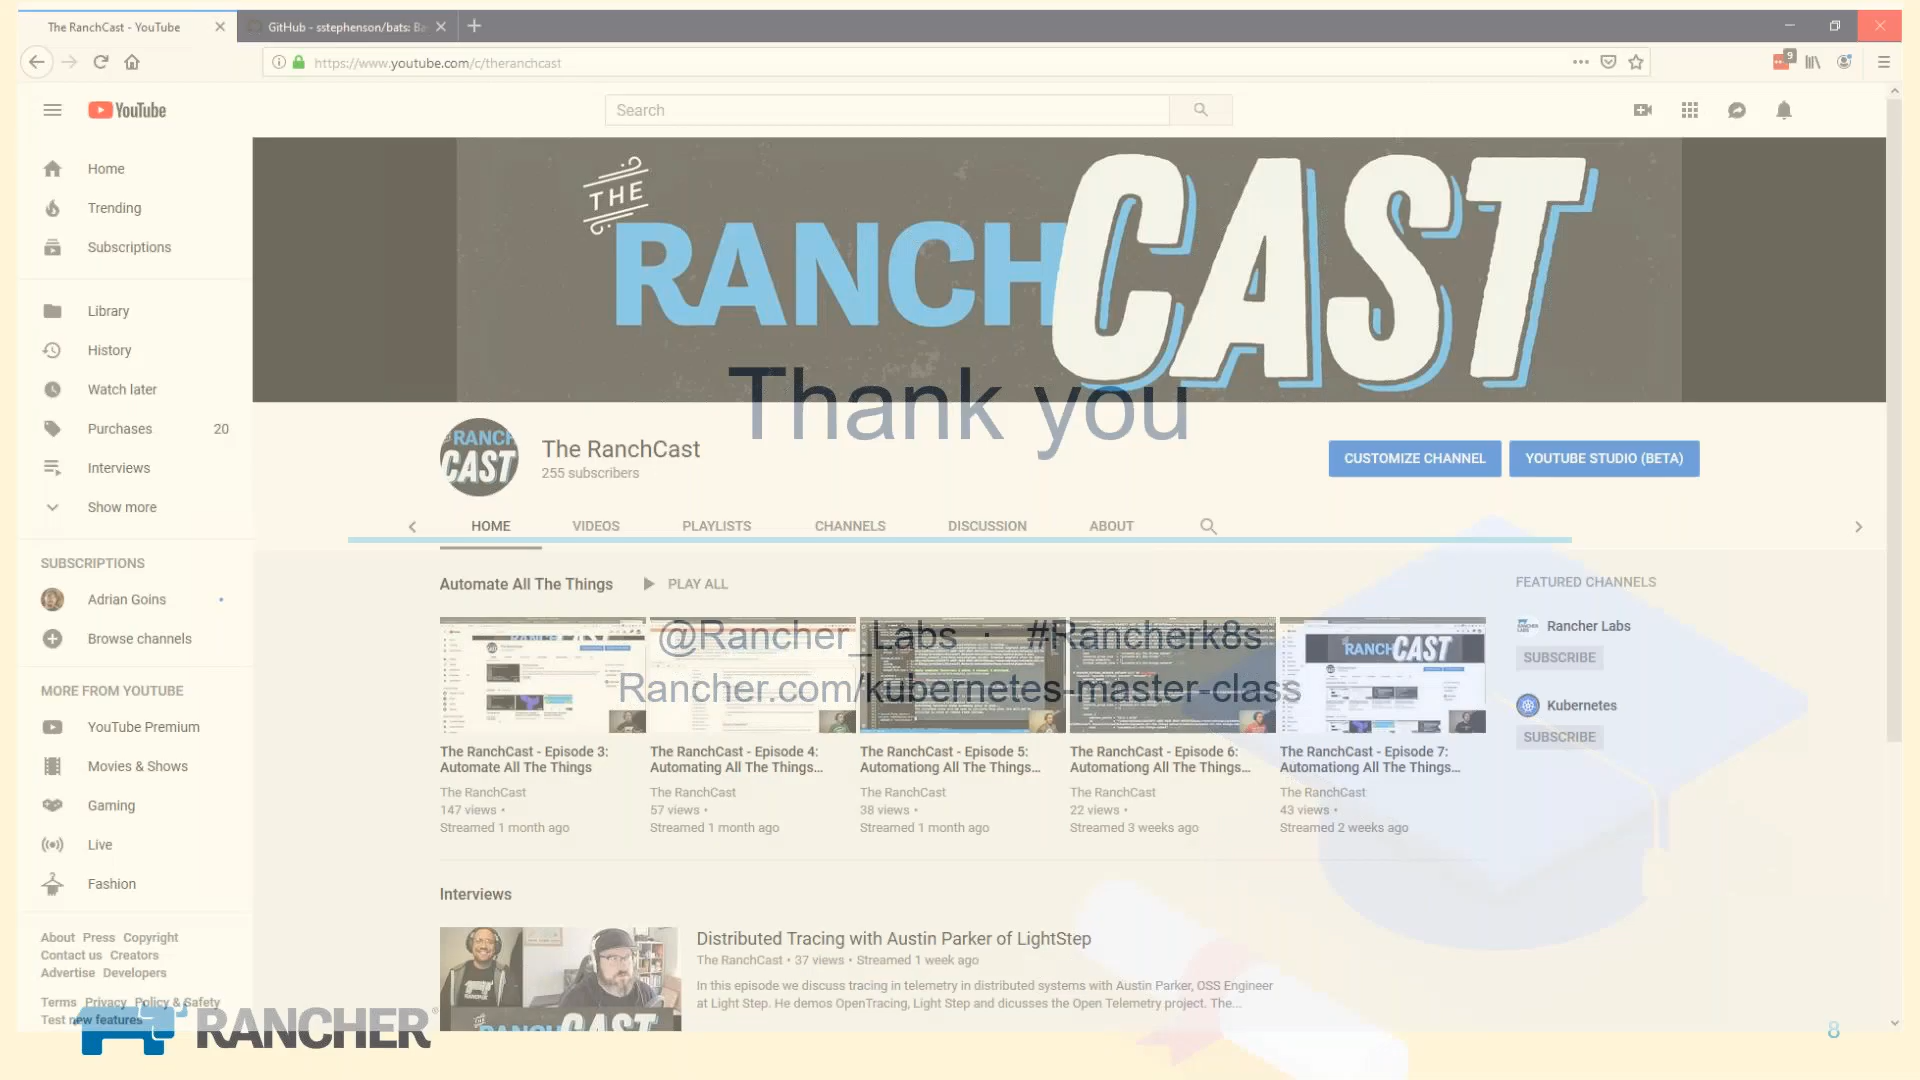 The RanchCast - YouTube
GitHub - sstephenson/bats: Ba
https://www.youtube.com/c/theranchcast
9
YouTube
Search
Home
Trending
Subscriptions
Library
History
Watch later
Purchases 20
Interviews
Show more
SUBSCRIPTIONS
Adrian Goins
Browse channels
MORE FROM YOUTUBE
YouTube Premium
Movies & Shows
Gaming
Live
Fashion
About Press Copyright
Contact us Creators
Advertise Developers
Terms Privacy Policy & Safety
Test new features
THE
RANCHCAST
Thank you
RANCH
CAST
The RanchCast
255 subscribers
CUSTOMIZE CHANNEL
YOUTUBE STUDIO (BETA)
HOME VIDEOS PLAYLISTS CHANNELS DISCUSSION ABOUT
Automate All The Things
PLAY ALL
@Rancher_Labs · #Rancherk8s
Rancher.com/kubernetes-master-class
RANCHCAST
The RanchCast - Episode 3:
Automate All The Things
The RanchCast
147 views •
Streamed 1 month ago
The RanchCast - Episode 4:
Automating All The Things...
The RanchCast
57 views •
Streamed 1 month ago
The RanchCast - Episode 5:
Automationg All The Things...
The RanchCast
38 views •
Streamed 1 month ago
The RanchCast - Episode 6:
Automationg All The Things...
The RanchCast
22 views •
Streamed 3 weeks ago
The RanchCast - Episode 7:
Automationg All The Things...
The RanchCast
43 views •
Streamed 2 weeks ago
FEATURED CHANNELS
Rancher Labs
SUBSCRIBE
Kubernetes
SUBSCRIBE
Interviews
Distributed Tracing with Austin Parker of LightStep
The RanchCast • 37 views • Streamed 1 week ago
In this episode we discuss tracing in telemetry in distributed systems with Austin Parker, OSS Engineer
at Light Step. He demos OpenTracing, Light Step and dicusses the Open Telemetry project. The...
RANCHER®
8